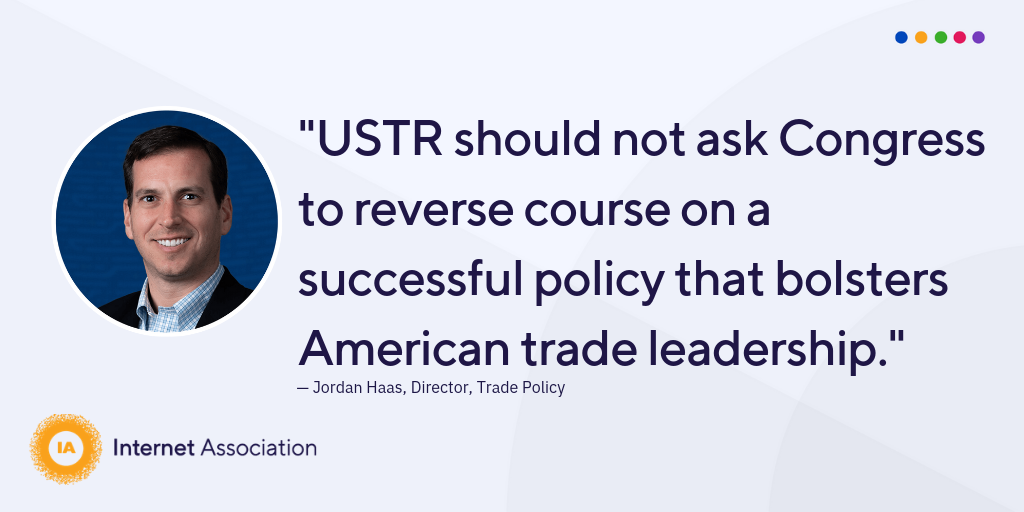 "USTR should not ask Congress
to reverse course on a
successful policy that bolsters
American trade leadership."
— Jordan Haas, Director, Trade Policy
IA
Internet Association